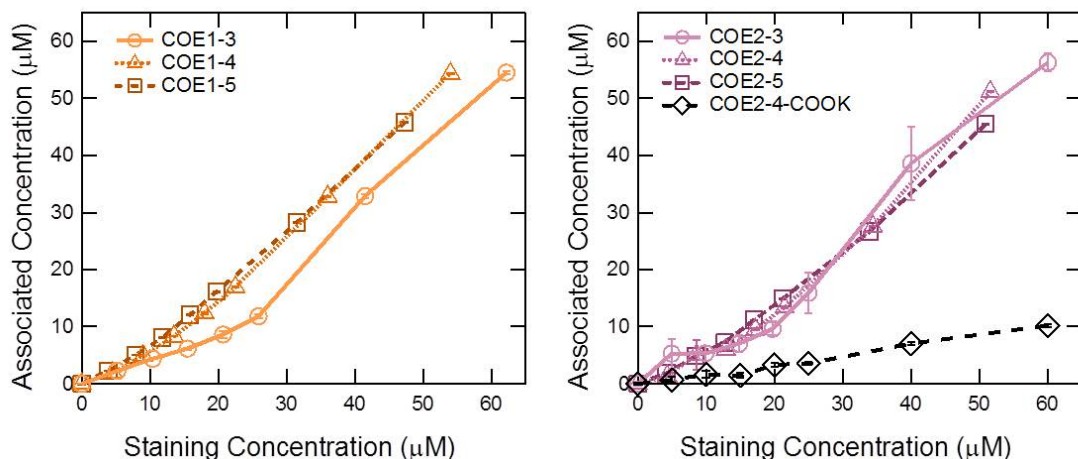 60
50
40
30
20
10
0
Associated Concentration (μM)
COE1-3
COE1-4
COE1-5
0 10 20 30 40 50 60
Staining Concentration (μM)
60
50
40
30
20
10
0
Associated Concentration (μM)
COE2-3
COE2-4
COE2-5
COE2-4-COOK
0 10 20 30 40 50 60
Staining Concentration (μM)